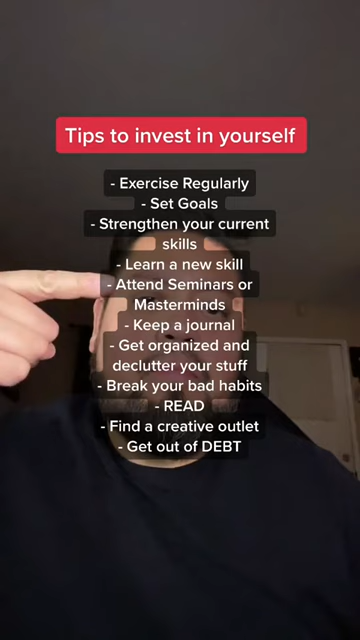 Tips to invest in yourself
- Exercise Regularly
- Set Goals
- Strengthen your current
skills
- Learn a new skill
- Attend Seminars or
Masterminds
- Keep a journal
- Get organized and
declutter your stuff
- Break your bad habits
- READ
- Find a creative outlet
- Get out of DEBT